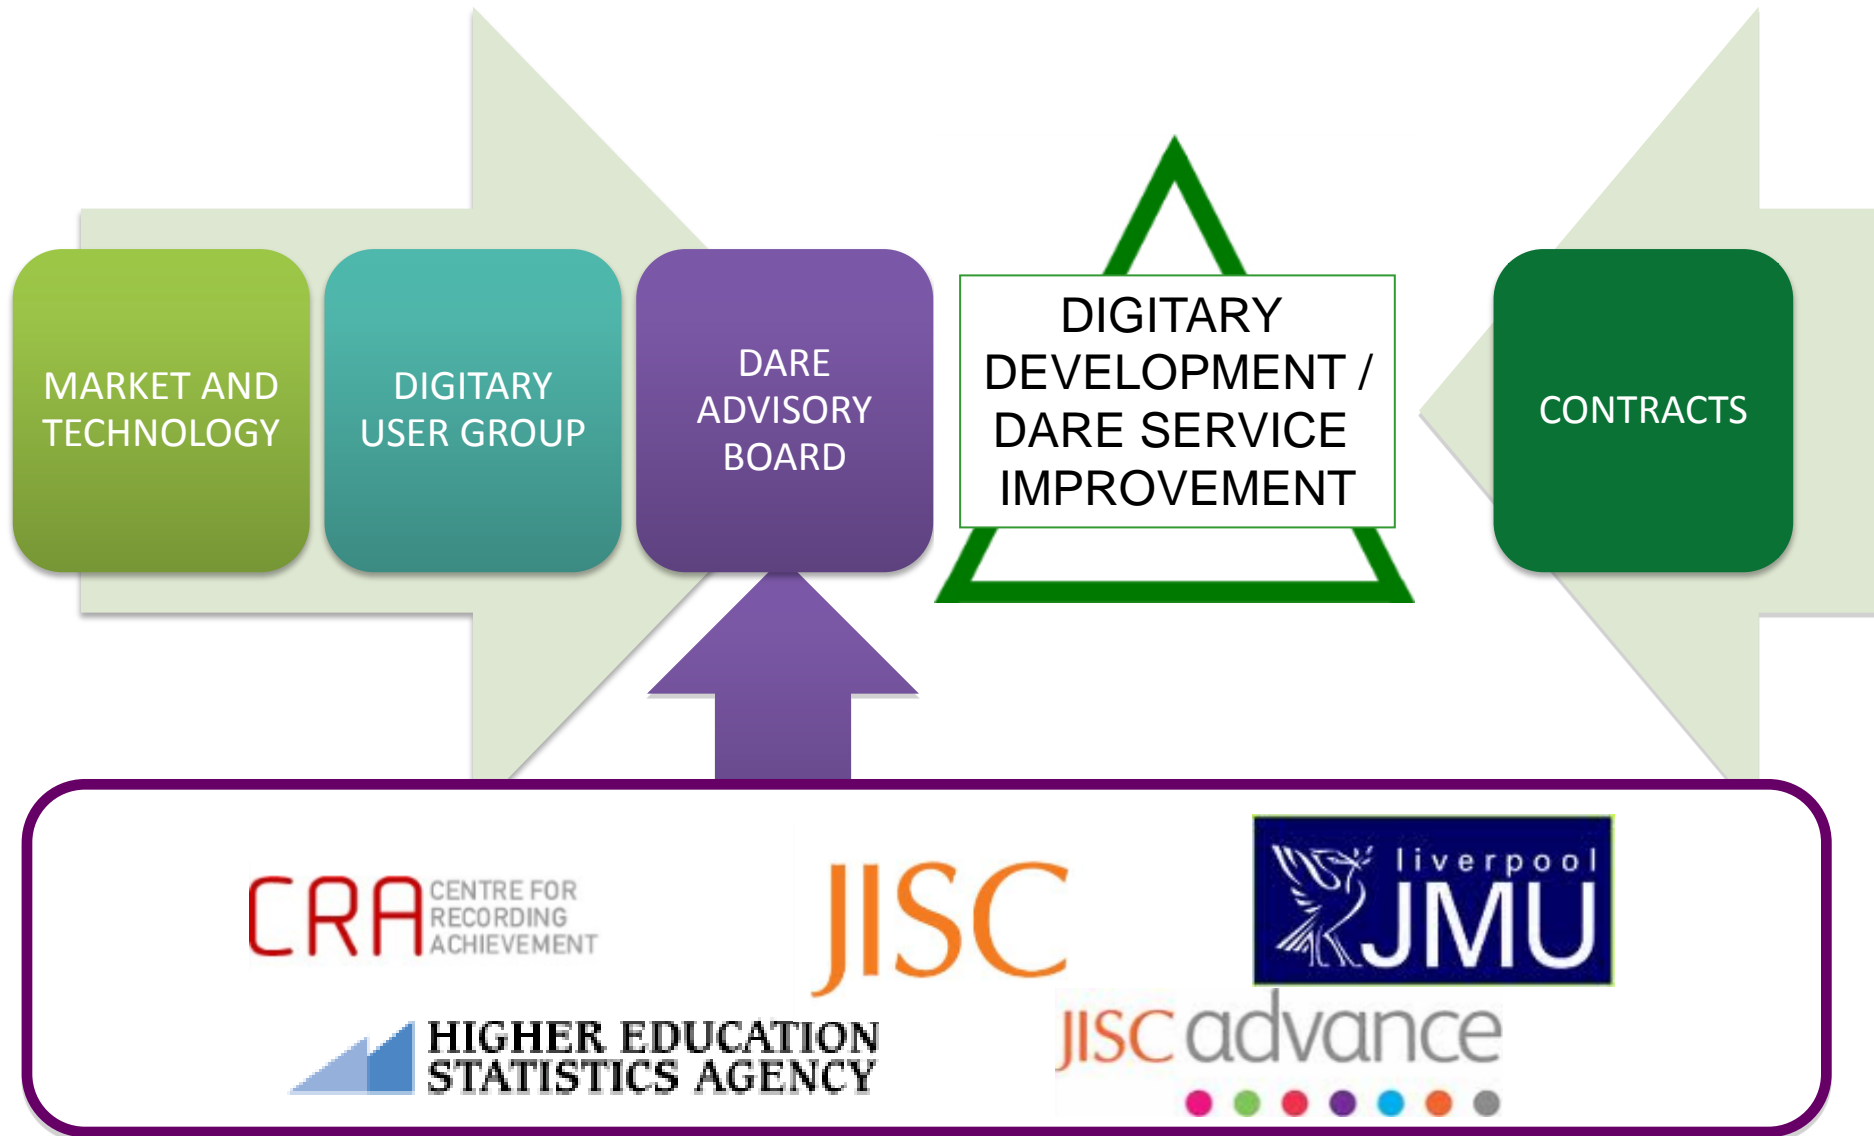 MARKET AND
TECHNOLOGY
DIGITARY
USER GROUP
DARE
ADVISORY
BOARD
DIGITARY
DEVELOPMENT /
DARE SERVICE
IMPROVEMENT
CONTRACTS
CRA CENTRE FOR
RECORDING
ACHIEVEMENT
JISC
liverpool
JMU
HIGHER EDUCATION
STATISTICS AGENCY
JISC advance